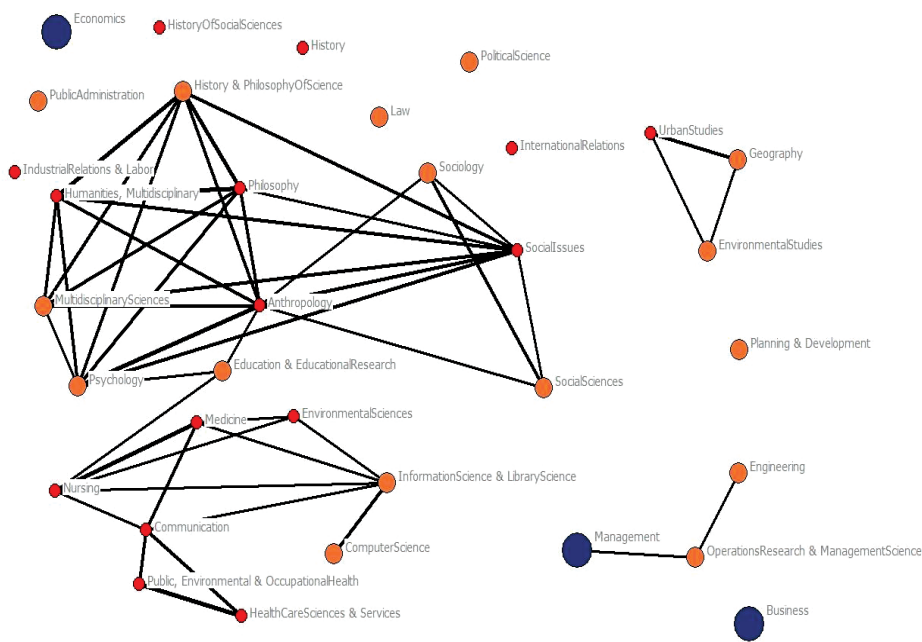 Economics
HistoryOfSocialSciences
History
PoliticalScience
History & PhilosophyOfScience
PublicAdministration
Law
UrbanStudies
InternationalRelations
Geography
IndustrialRelations & Labor
Sociology
Philosophy
Humanities, Multidisciplinary
SocialIssues
EnvironmentalStudies
MultidisciplinarySciences
Anthropology
Planning & Development
Education & EducationalResearch
Psychology
SocialSciences
Medicine
EnvironmentalSciences
InformationScience & LibraryScience
Engineering
Nursing
Communication
Management
ComputerScience
OperationsResearch & ManagementScience
Public, Environmental & OccupationalHealth
HealthCareSciences & Services
Business